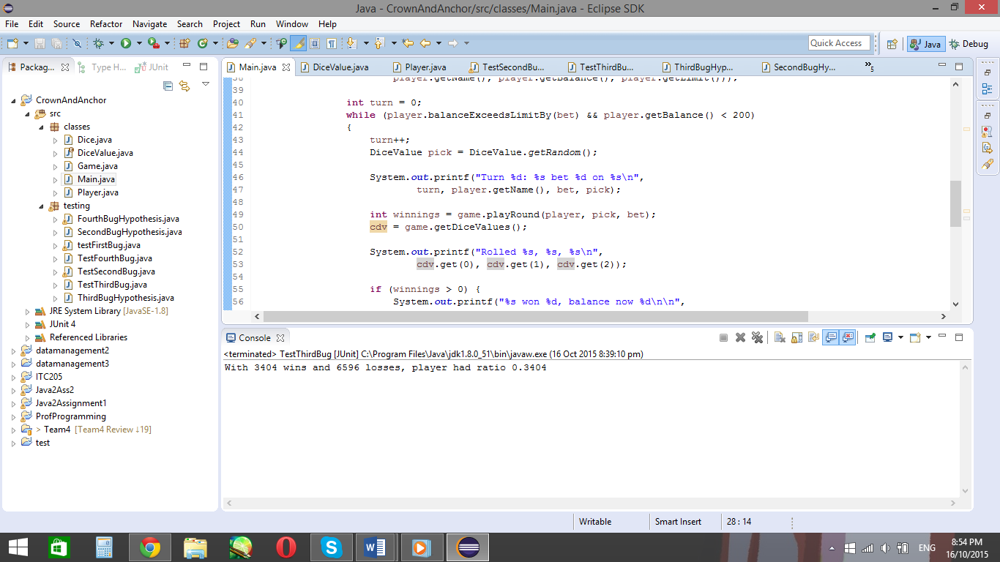 Java - CrownAndAnchor/src/classes/Main.java - Eclipse SDK
File Edit Source Refactor Navigate Search Project Run Window Help
Quick Access Java Debug
Packag... Type H... JUnit
Main.java DiceValue.java Player.java TestSecondBu... TestThirdBu... ThirdBugHyp... SecondBugHy... »5
CrownAndAnchor
src
classes
Dice.java
DiceValue.java
Game.java
Main.java
Player.java
testing
FourthBugHypothesis.java
SecondBugHypothesis.java
testFirstBug.java
TestFourthBug.java
TestSecondBug.java
TestThirdBug.java
ThirdBugHypothesis.java
JRE System Library [JavaSE-1.8]
JUnit 4
Referenced Libraries
datamanagement2
datamanagement3
ITC205
Java2Ass2
Java2Assignment1
ProfProgramming
> Team4 [Team4 Review ↓19]
test
38 player.getName(), player.getBalance(), player.getLimit()));
39
40 int turn = 0;
41 while (player.balanceExceedsLimitBy(bet) && player.getBalance() < 200)
42 {
43 turn++;
44 DiceValue pick = DiceValue.getRandom();
45
46 System.out.printf("Turn %d: %s bet %d on %s\n",
47 turn, player.getName(), bet, pick);
48
49 int winnings = game.playRound(player, pick, bet);
50 cdv = game.getDiceValues();
51
52 System.out.printf("Rolled %s, %s, %s\n",
53 cdv.get(0), cdv.get(1), cdv.get(2));
54
55 if (winnings > 0) {
56 System.out.printf("%s won %d, balance now %d\n\n",
Console
<terminated> TestThirdBug [JUnit] C:\Program Files\Java\jdk1.8.0_51\bin\javaw.exe (16 Oct 2015 8:39:10 pm)
With 3404 wins and 6596 losses, player had ratio 0.3404
Writable Smart Insert 28 : 14
ENG
8:54 PM
16/10/2015